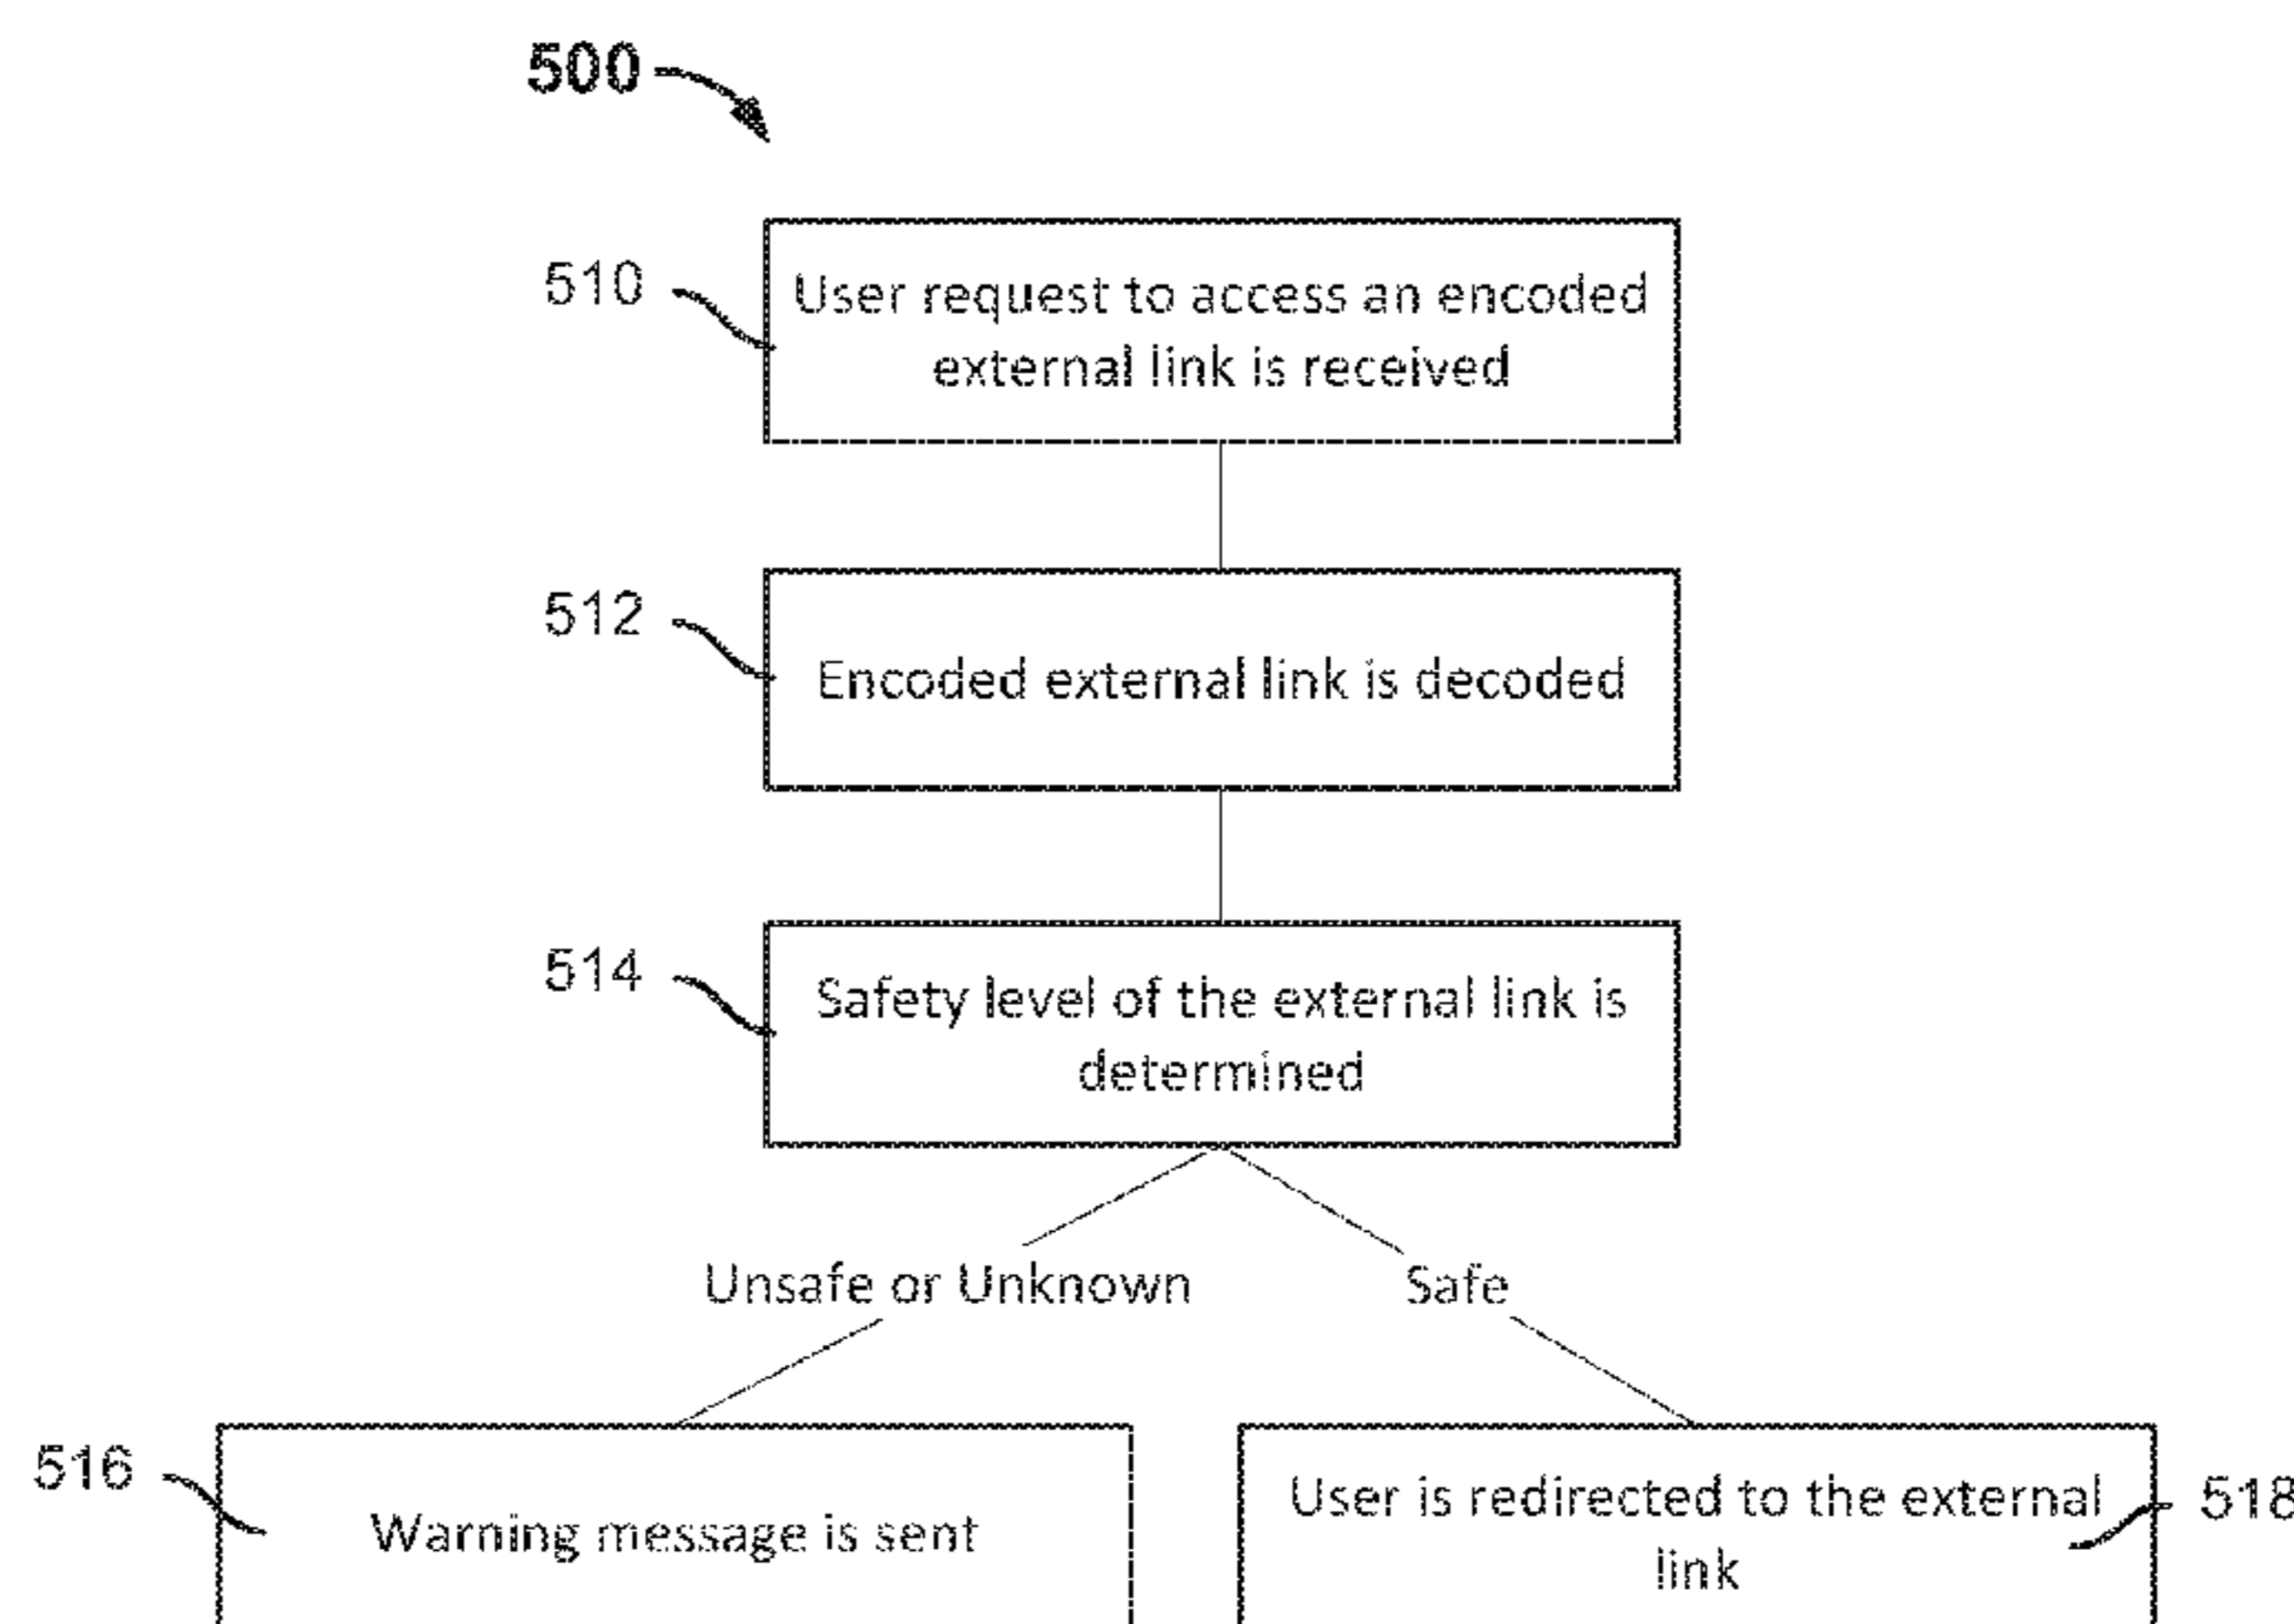 500
510
User request to access an encoded
external link is received
512
Encoded external link is decoded
514
Safety level of the external link is
determined
Unsafe or Unknown
Safe
516
Warning message is sent
User is redirected to the external
link
518